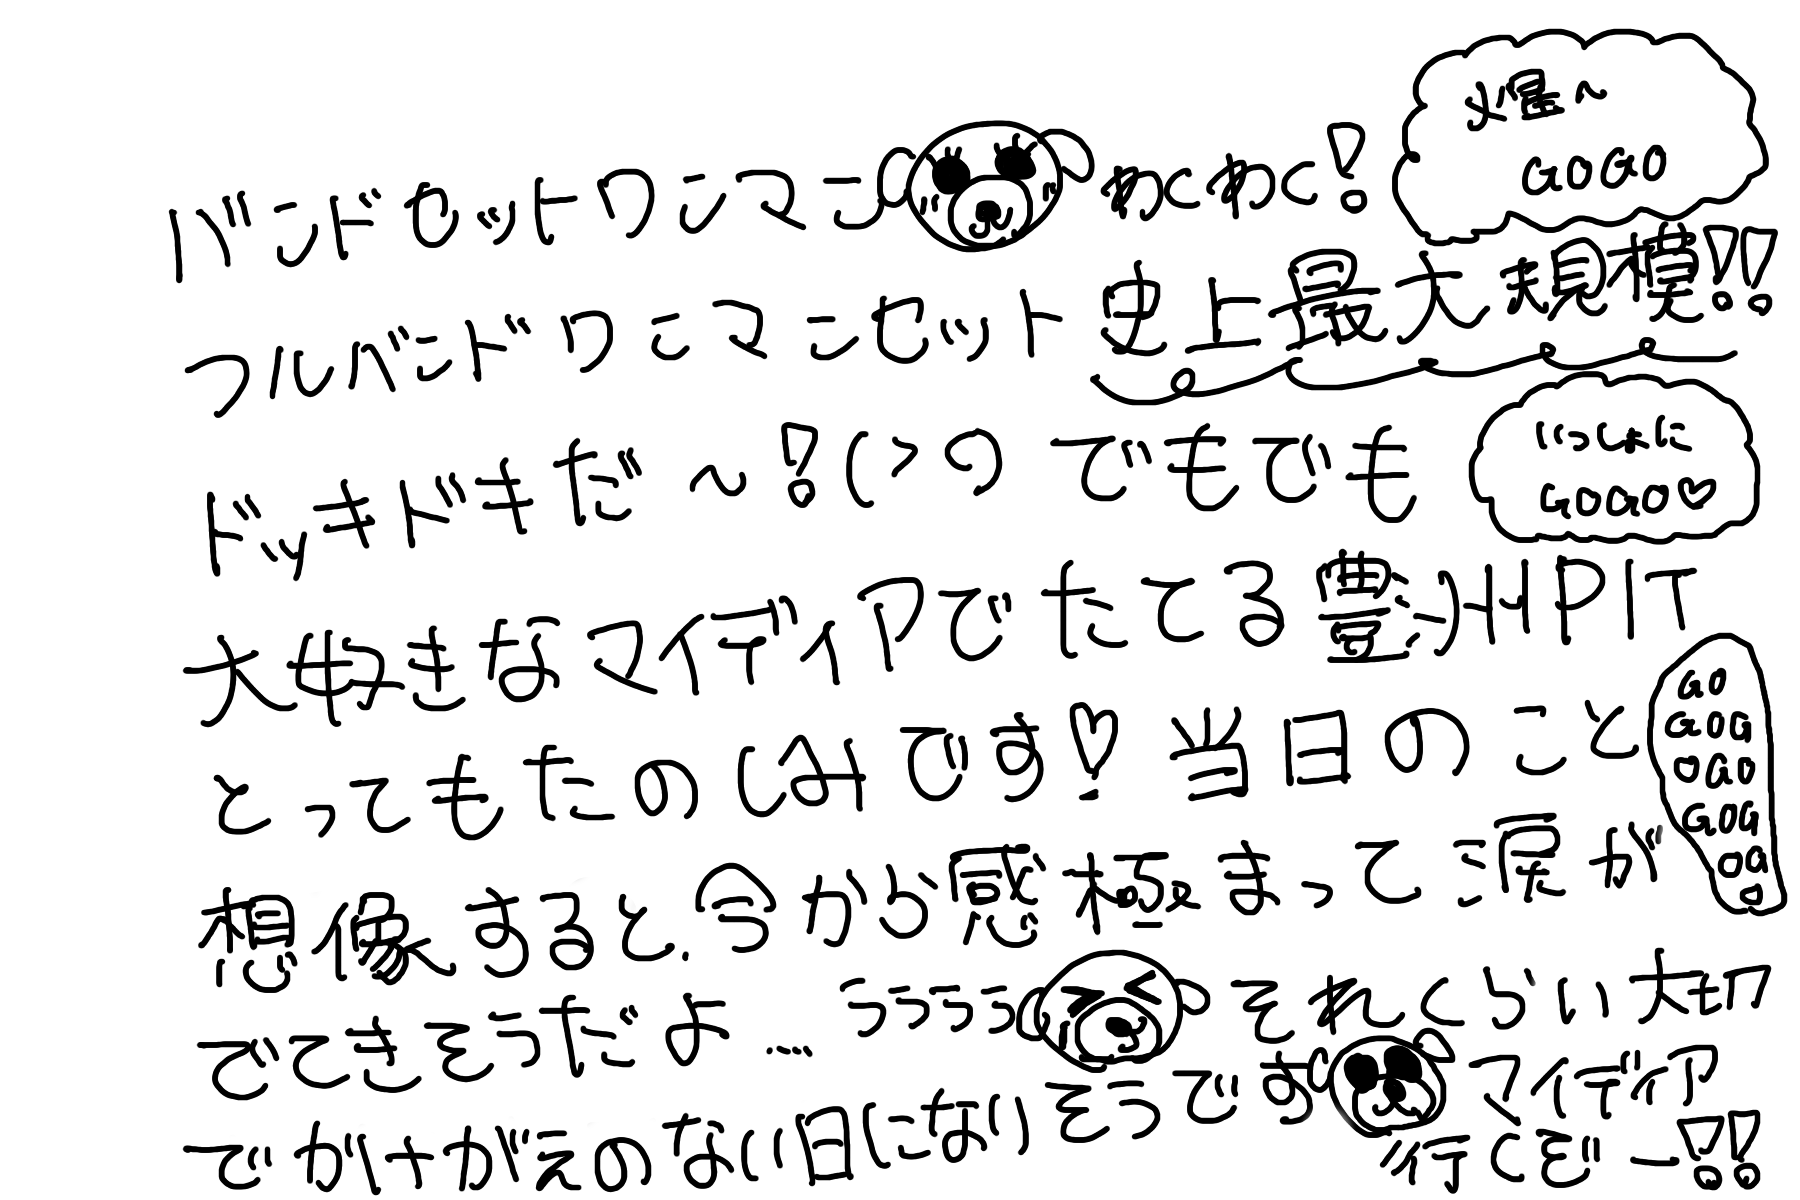 バンドセットワンマンわくわく!
爆〜
GOGO
フルバンドワンマンセット史上最大規模!!
ドッキドキだ〜!(><) でもでも
いっしょに
GOGO♡
大好きなマイディアでたてる豊洲PIT
とってもたのしみです♡! 当日のこと
GO
GOG
OGO
GOG
OG
O
想像すると、今から感極まって涙が
でてきそうだよ… ううううそれくらい大切
でかけがえのない日になりそうです マイディア
行くぞー!!